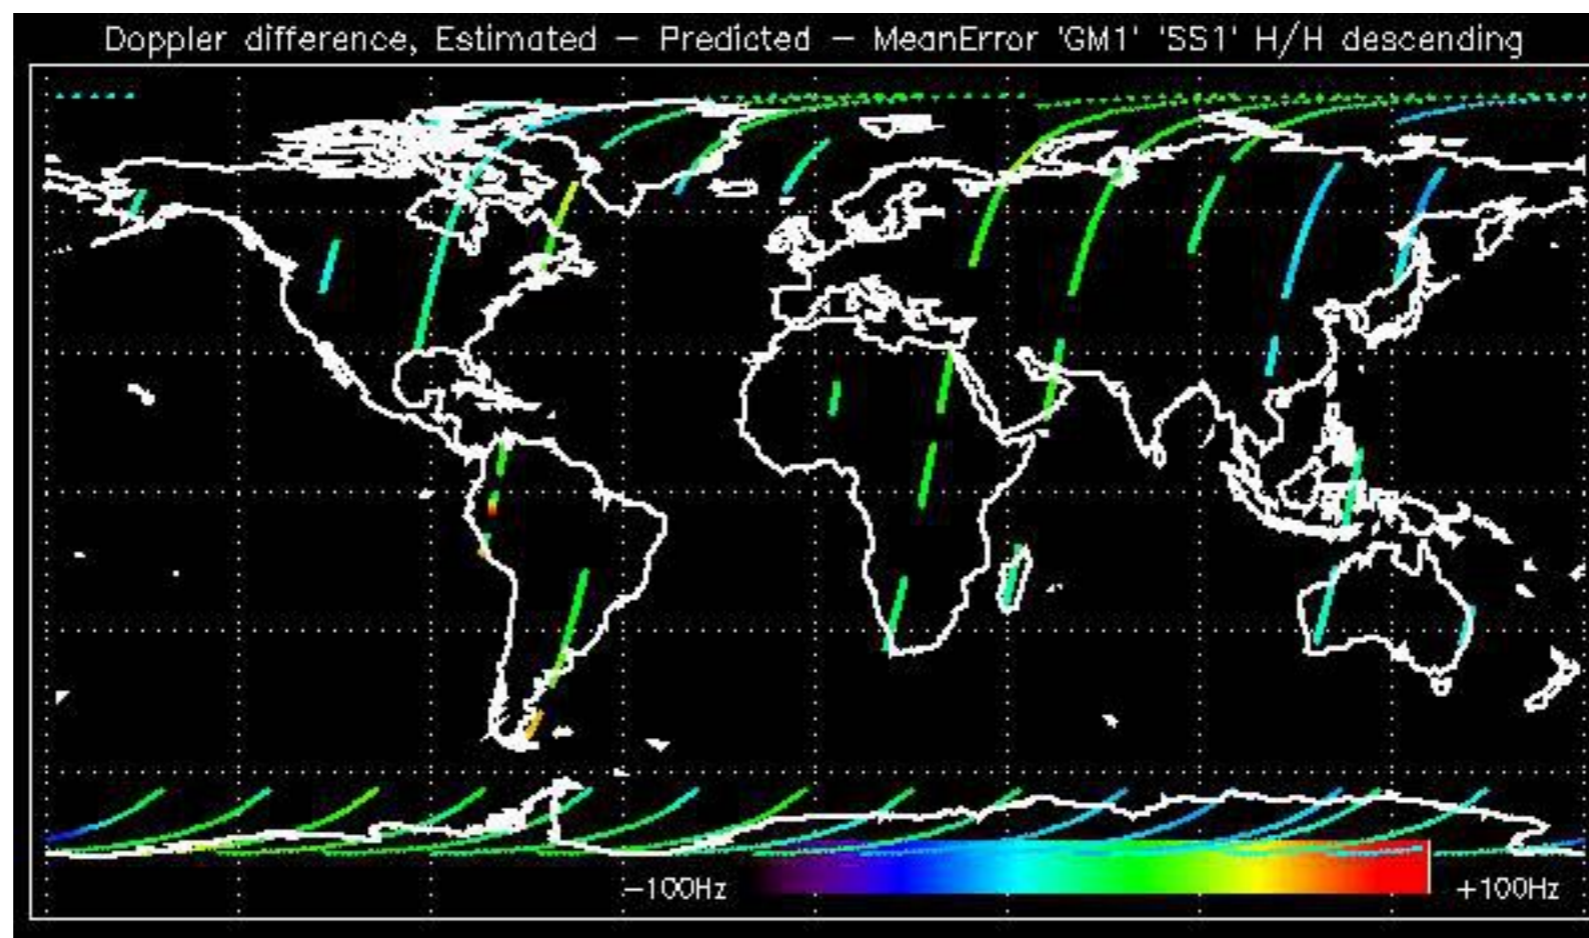 Doppler difference, Estimated – Predicted – MeanError 'GM1' 'SS1' H/H descending
–100Hz +100Hz